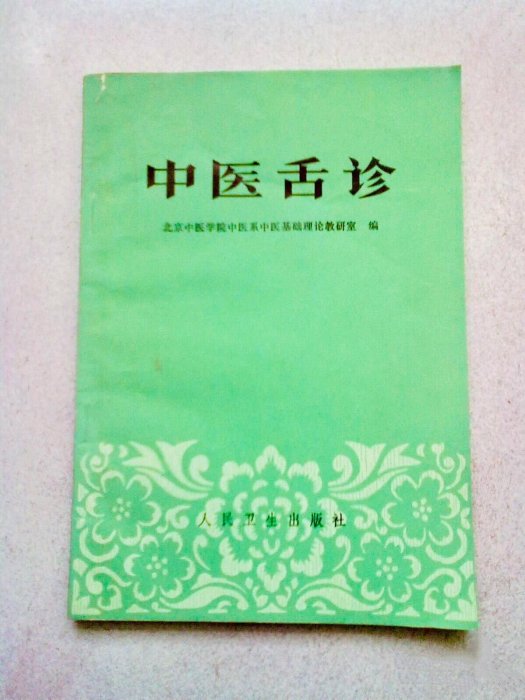 中医舌诊
北京中医学院中医系中医基础理论教研室 编
人民卫生出版社